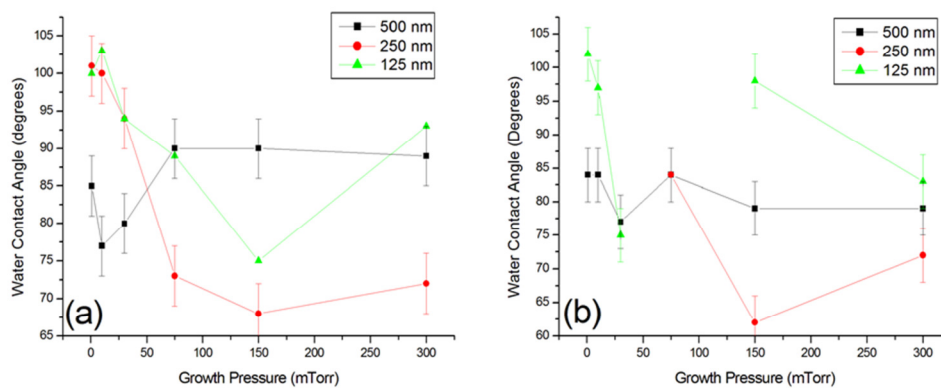 500 nm
250 nm
125 nm
105
100
95
90
85
80
75
70
65
Water Contact Angle (degrees)
(a)
0
50
100
150
200
250
300
Growth Pressure (mTorr)
500 nm
250 nm
125 nm
105
100
95
90
85
80
75
70
65
60
Water Contact Angle (Degrees)
(b)
0
50
100
150
200
250
300
Growth Pressure (mTorr)